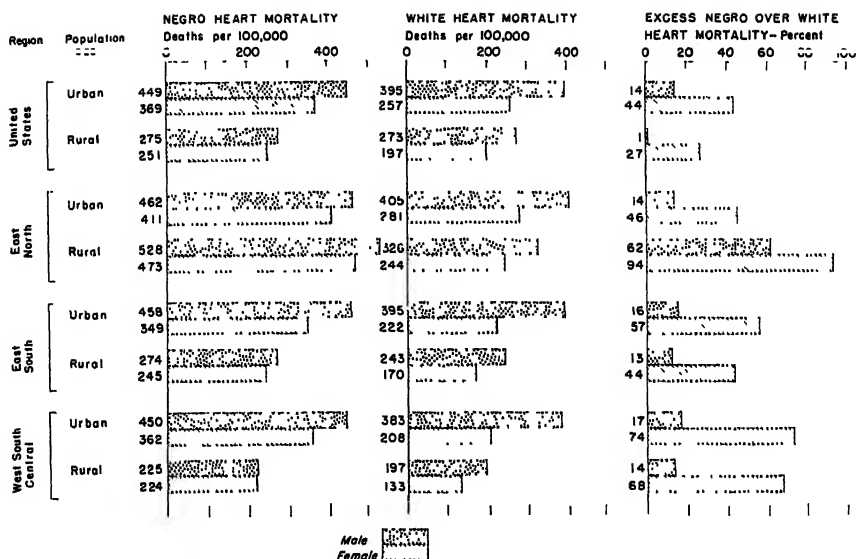 NEGRO HEART MORTALITY
WHITE HEART MORTALITY
EXCESS NEGRO OVER WHITE
Region Population Deaths per 100,000
Deaths per 100,000
HEART MORTALITY-Percent
200 400
0 200 400
0 20 40 60 80 100
United States
Urban 449 395 14
369 257 44
Rural 275 273 1
251 197 27
East North
Urban 462 405 14
411 281 46
Rural 528 326 62
473 244 94
East South
Urban 458 395 16
349 222 57
Rural 274 243 13
245 170 44
West South Central
Urban 450 383 17
362 208 74
Rural 225 197 14
224 133 68
Male
Female